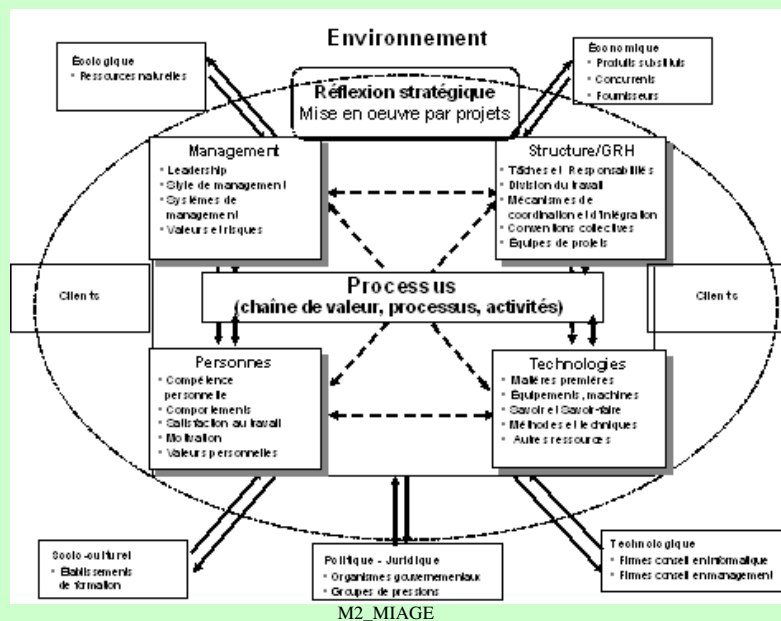 Environnement
Écologique
• Ressources naturelles
Économique
• Produits substituts
• Concurrents
• Fournisseurs
Réflexion stratégique
Mise en oeuvre par projets
Management
• Leadership
• Style de management
• Systèmes de
management
• Valeurs et risques
Structure/GRH
• Tâches et Responsabilités
• Division du travail
• Mécanismes de
coordination et d'intégration
• Conventions collectives
• Équipes de projets
Clients
Processus
(chaîne de valeur, processus, activités)
Clients
Personnes
• Compétence
personnelle
• Comportements
• Satisfaction au travail
• Motivation
• Valeurs personnelles
Technologies
• Matières premières
• Équipements, machines
• Savoir et Savoir-faire
• Méthodes et techniques
• Autres ressources
Socio-culturel
• Établissements
de formation
Politique - Juridique
• Organismes gouvernementaux
• Groupes de pressions
Technologique
• Firmes conseil en informatique
• Firmes conseil en management
M2_MIAGE